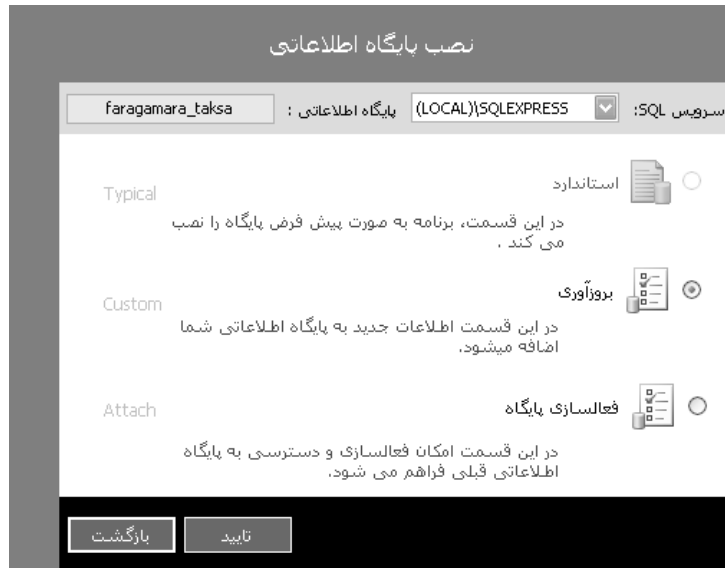 نصب پایگاه اطلاعاتی
سرویس SQL: (LOCAL)\SQLEXPRESS پایگاه اطلاعاتی : faragamara_taksa
استاندارد Typical
در این قسمت، برنامه به صورت پیش فرض پایگاه را نصب
می کند .
بروزآوری Custom
در این قسمت اطلاعات جدید به پایگاه اطلاعاتی شما
اضافه میشود.
فعالسازی پایگاه Attach
در این قسمت امکان فعالسازی و دسترسی به پایگاه
اطلاعاتی قبلی فراهم می شود.
تایید بازگشت